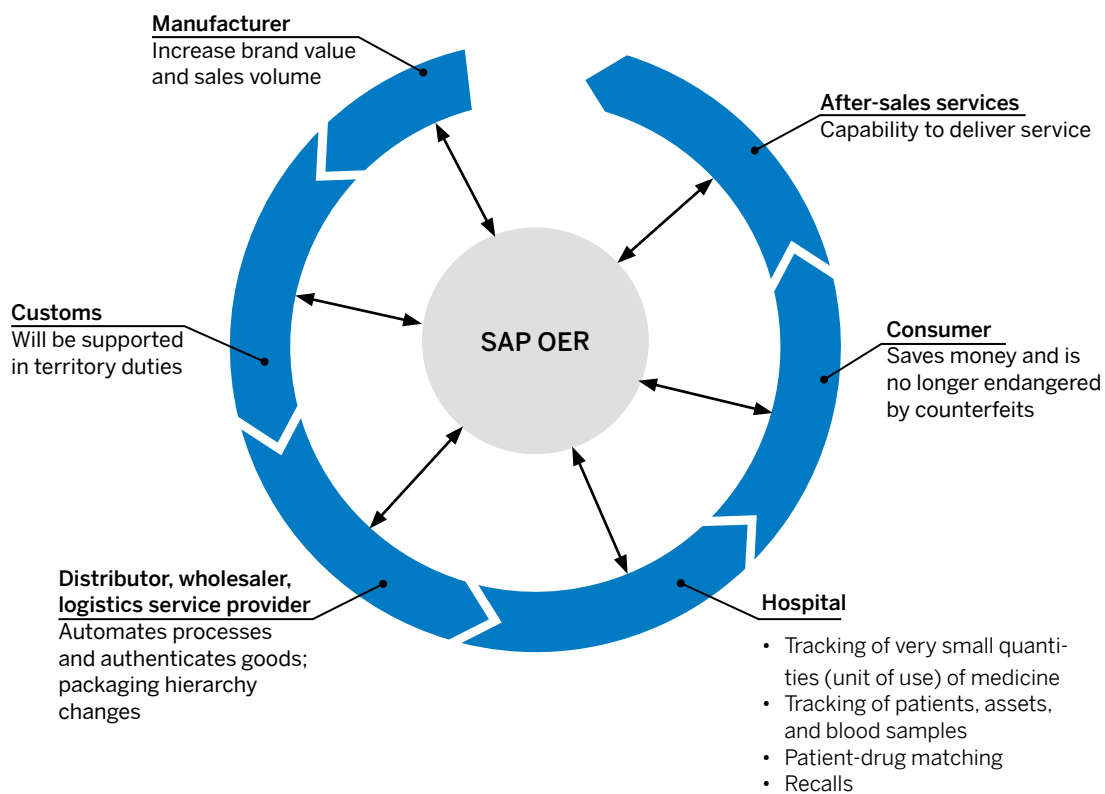 Manufacturer
Increase brand value
and sales volume
After-sales services
Capability to deliver service
SAP OER
Customs
Will be supported
in territory duties
Consumer
Saves money and is
no longer endangered
by counterfeits
Distributor, wholesaler,
logistics service provider
Automates processes
and authenticates goods;
packaging hierarchy
changes
Hospital
• Tracking of very small quanti-
ties (unit of use) of medicine
• Tracking of patients, assets,
and blood samples
• Patient-drug matching
• Recalls